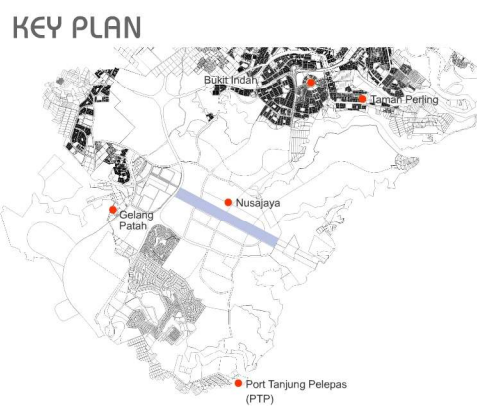 KEY PLAN
Bukit Indah
Taman Perling
Nusajaya
Gelang
Patah
Port Tanjung Pelepas
(PTP)